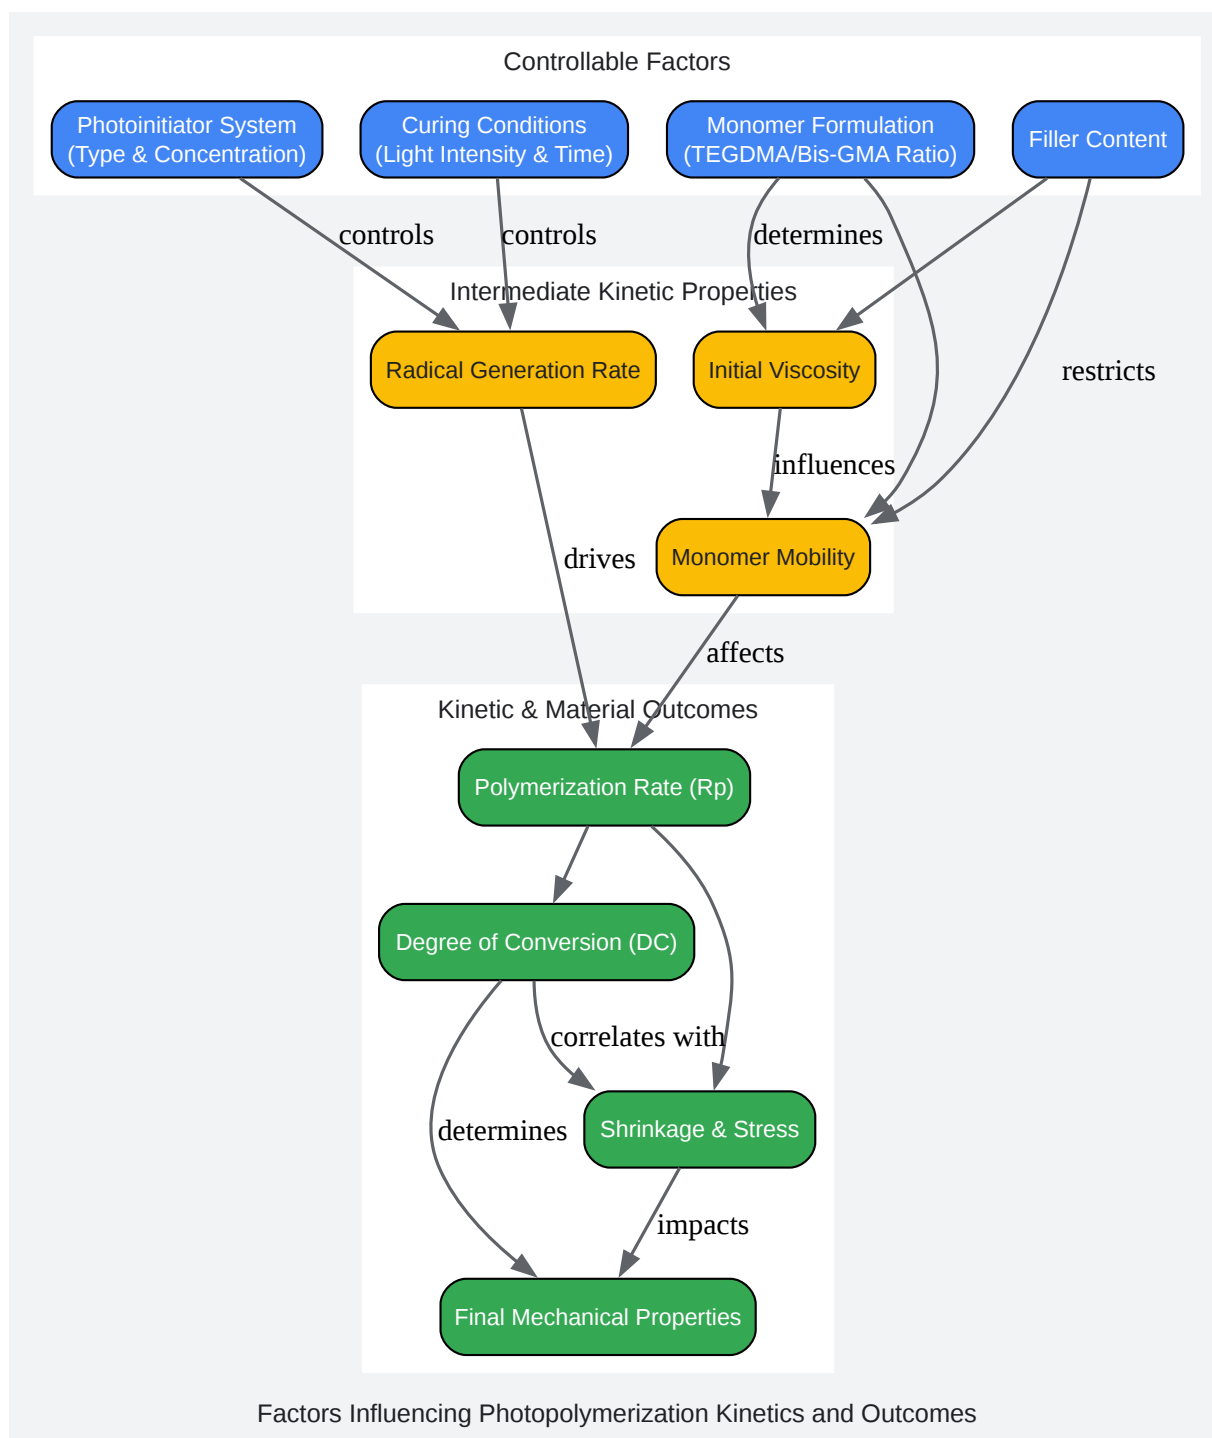 Controllable Factors
Photoinitiator System
(Type & Concentration)
Curing Conditions
(Light Intensity & Time)
Monomer Formulation
(TEGDMA/Bis-GMA Ratio)
Filler Content
controls
controls
determines
Intermediate Kinetic Properties
Radical Generation Rate
Initial Viscosity
restricts
influences
drives
Monomer Mobility
affects
Kinetic & Material Outcomes
Polymerization Rate (Rp)
Degree of Conversion (DC)
correlates with
determines
Shrinkage & Stress
impacts
Final Mechanical Properties
Factors Influencing Photopolymerization Kinetics and Outcomes